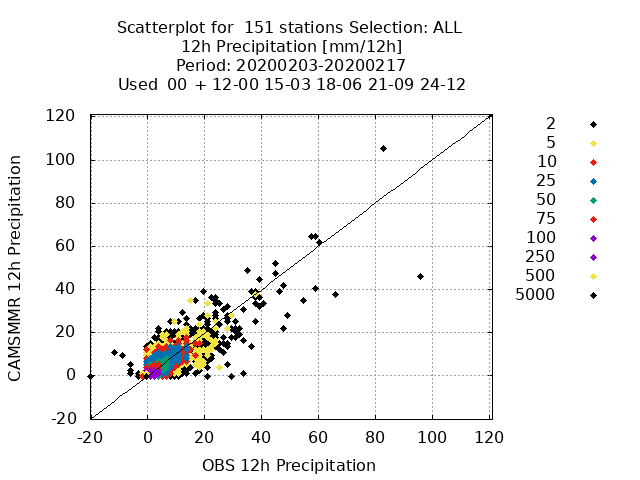 Scatterplot for  151 stations Selection: ALL
12h Precipitation [mm/12h]
Period: 20200203-20200217
Used  00 + 12-00 15-03 18-06 21-09 24-12
120
100
80
60
40
20
0
-20
-20 0 20 40 60 80 100 120
CAMSMMR 12h Precipitation
OBS 12h Precipitation
2
5
10
25
50
75
100
250
500
5000